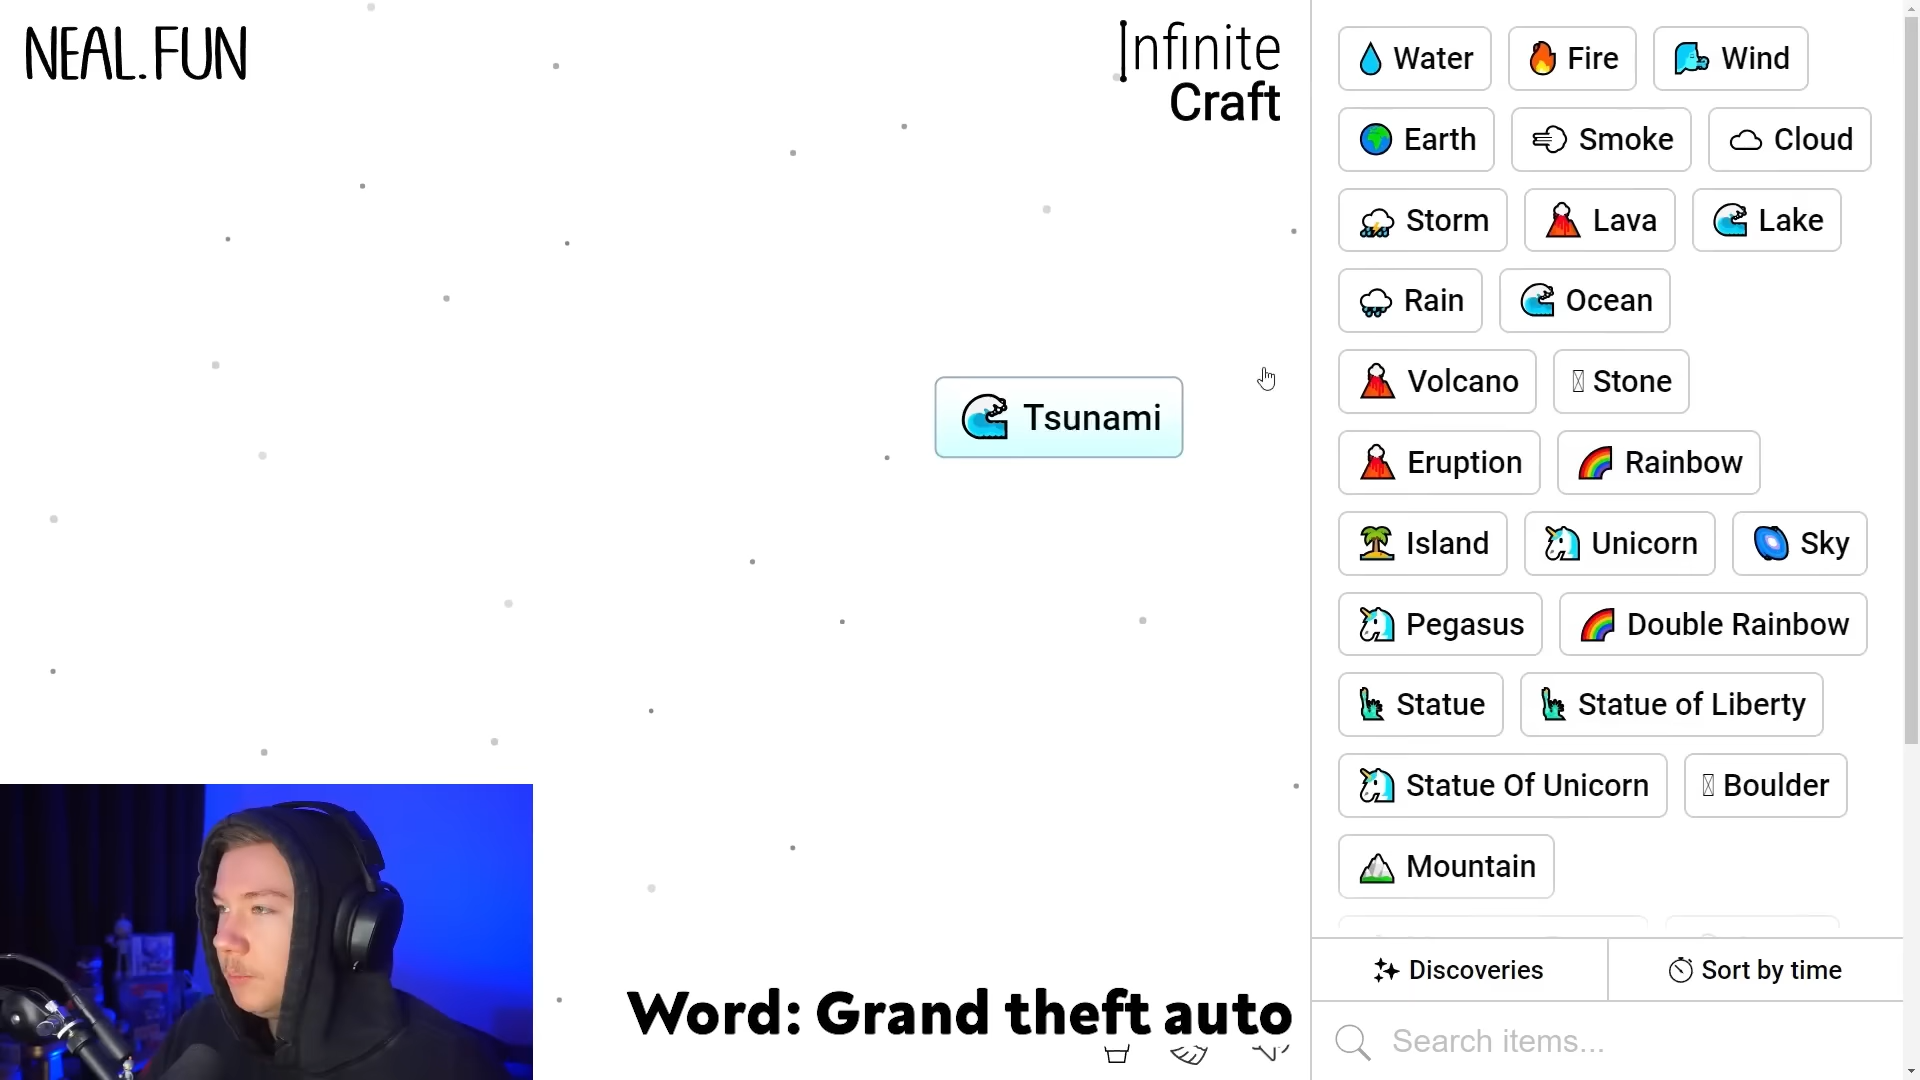 NEAL.FUN
Infinite
Craft
Water
Fire
Wind
Earth
Smoke
Cloud
Storm
Lava
Lake
Rain
Ocean
Volcano
Stone
Tsunami
Eruption
Rainbow
Island
Unicorn
Sky
Pegasus
Double Rainbow
Statue
Statue of Liberty
Statue Of Unicorn
Boulder
Mountain
Discoveries
Sort by time
Word: Grand theft auto
Search items...